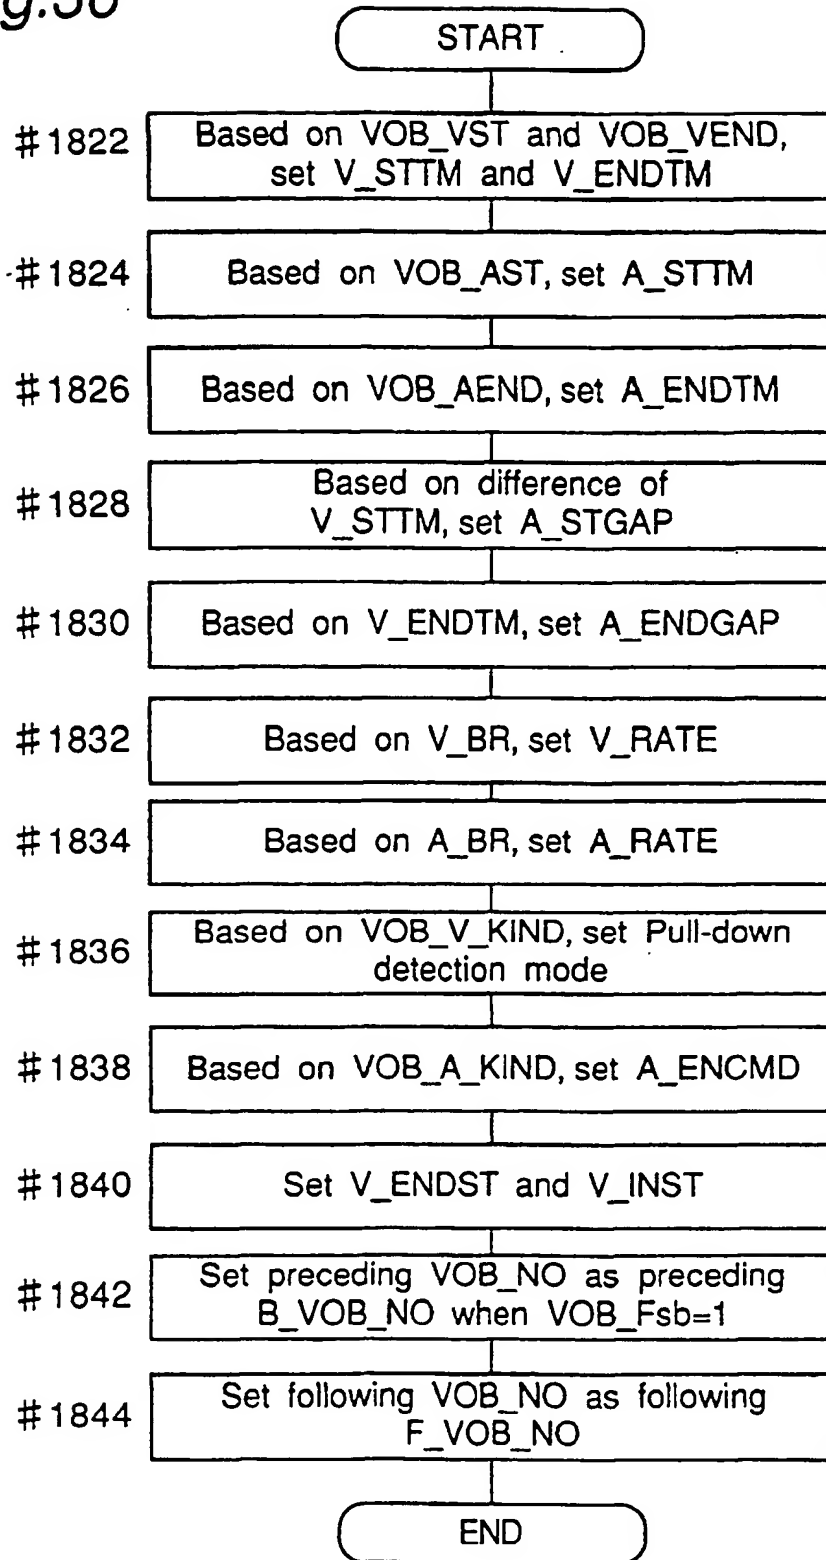 g.56
START
#1822
Based on VOB_VST and VOB_VEND,
set V_STTM and V_ENDTM
#1824
Based on VOB_AST, set A_STTM
#1826
Based on VOB_AEND, set A_ENDTM
#1828
Based on difference of
V_STTM, set A_STGAP
#1830
Based on V_ENDTM, set A_ENDGAP
#1832
Based on V_BR, set V_RATE
#1834
Based on A_BR, set A_RATE
#1836
Based on VOB_V_KIND, set Pull-down
detection mode
#1838
Based on VOB_A_KIND, set A_ENCMD
#1840
Set V_ENDST and V_INST
#1842
Set preceding VOB_NO as preceding
B_VOB_NO when VOB_Fsb=1
#1844
Set following VOB_NO as following
F_VOB_NO
END